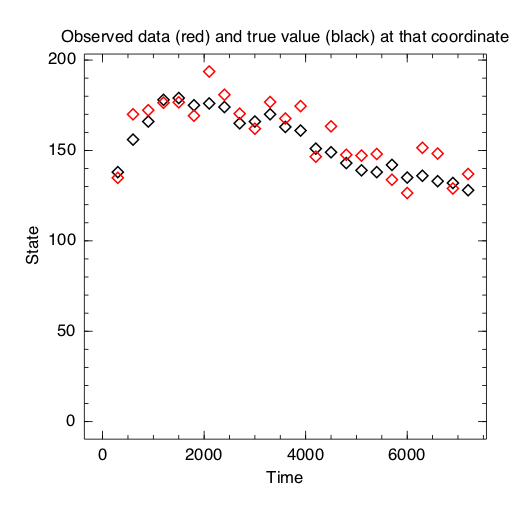 Observed data (red) and true value (black) at that coordinate
200
150
100
50
0
State
0 2000 4000 6000
Time